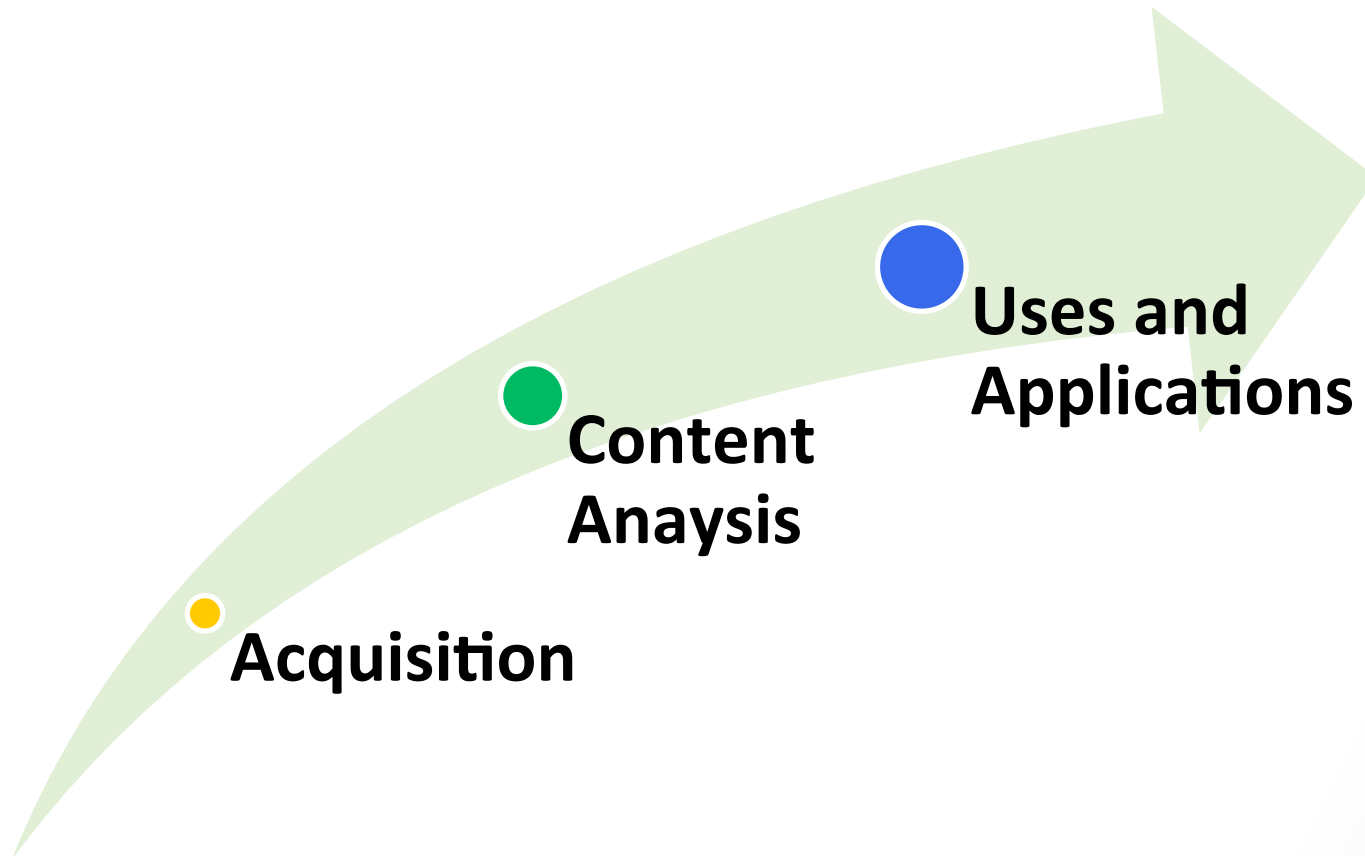 Uses and
Applications
Content
Anaysis
Acquisition